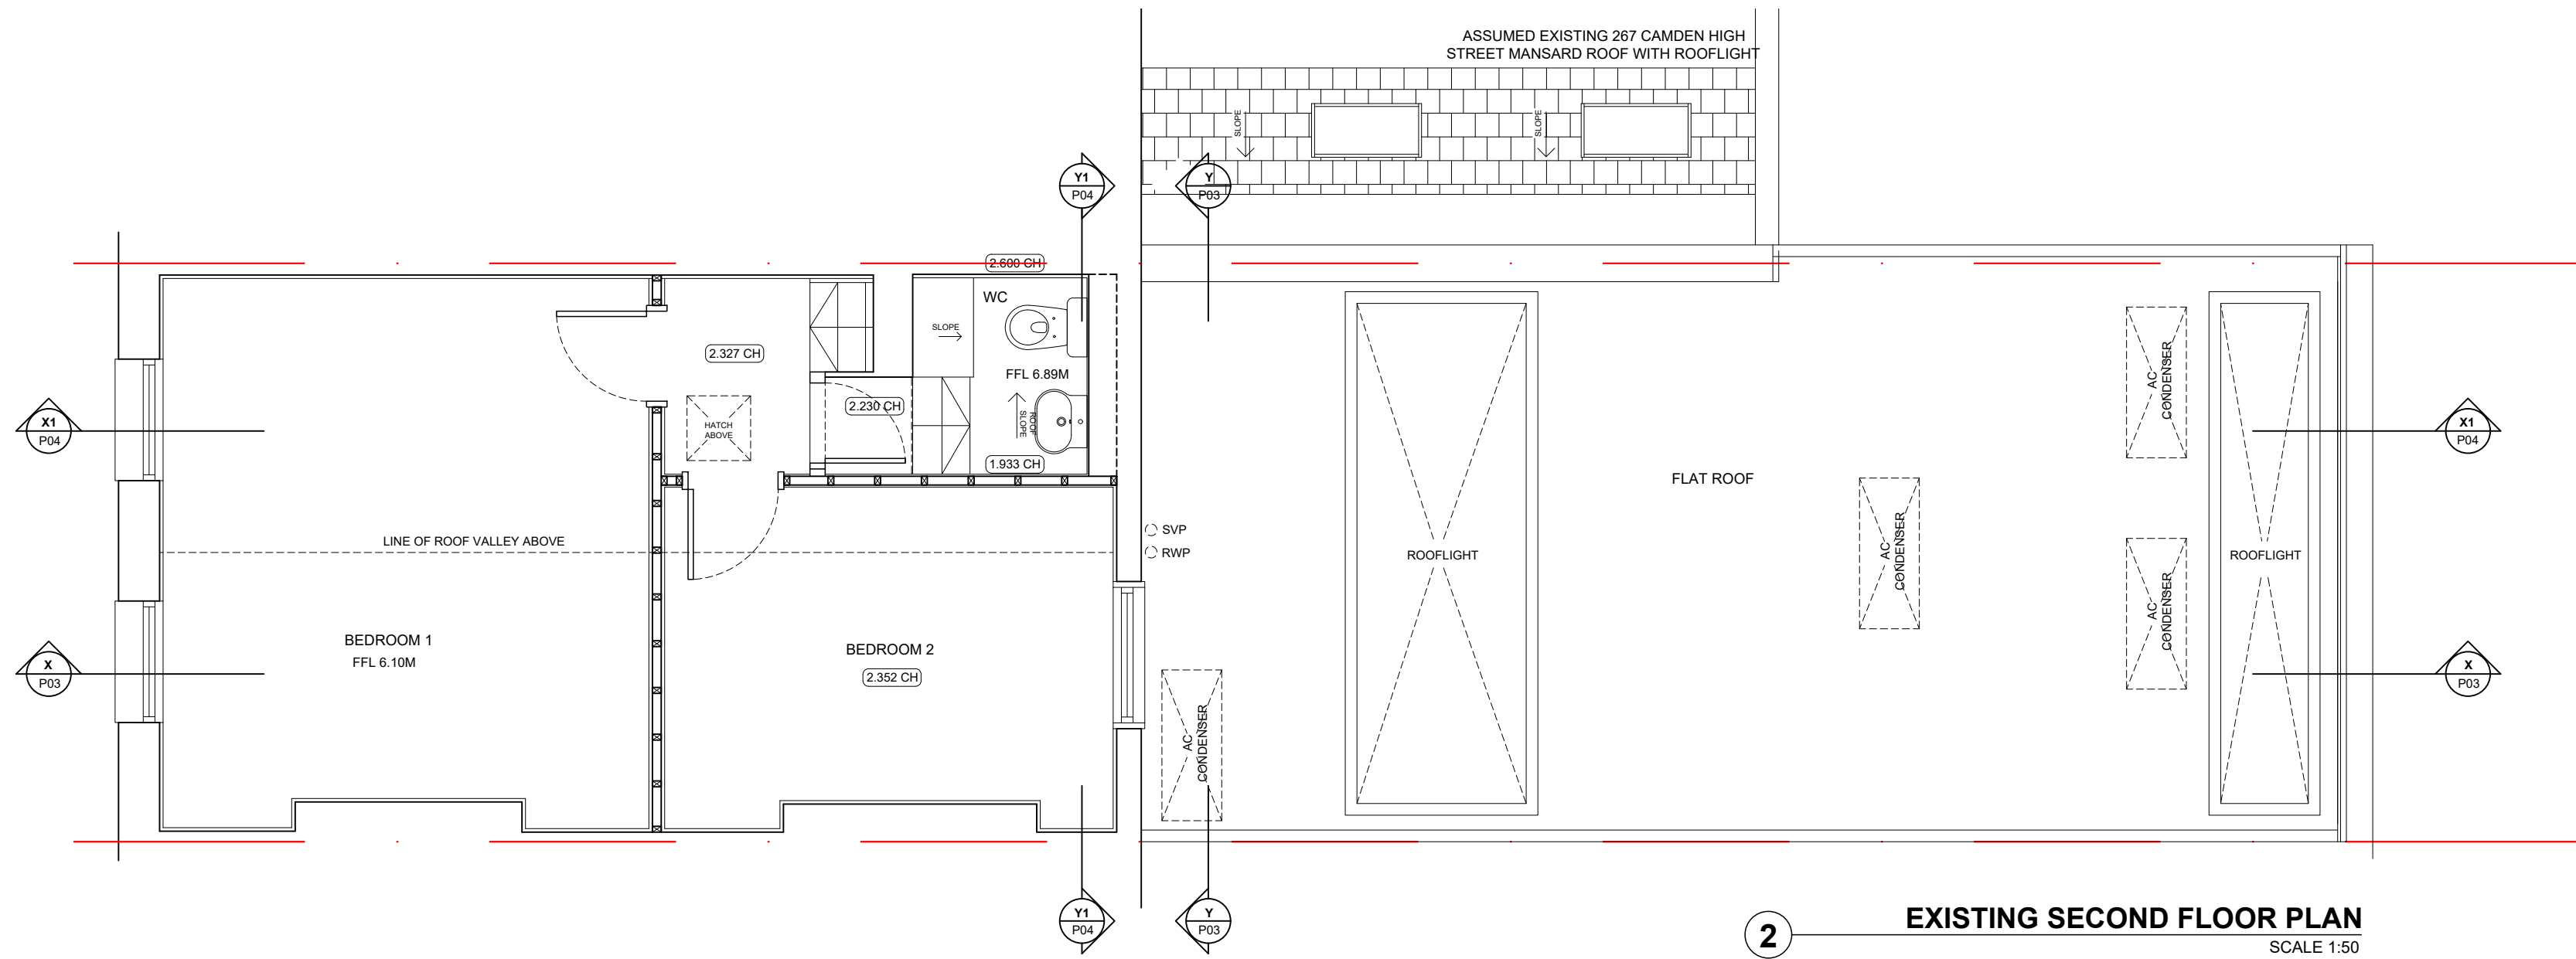 ASSUMED EXISTING 267 CAMDEN HIGH
STREET MANSARD ROOF WITH ROOFLIGHT
SLOPE
SLOPE
Y1
P04
Y
P03
2.600 CH
WC
SLOPE
2.327 CH
FFL 6.89M
2.230 CH
ROOF
SLOPE
HATCH
ABOVE
1.933 CH
X1
P04
AC
CONDENSER
X1
P04
FLAT ROOF
SVP
RWP
LINE OF ROOF VALLEY ABOVE
ROOFLIGHT
AC
CONDENSER
ROOFLIGHT
AC
CONDENSER
BEDROOM 1
FFL 6.10M
BEDROOM 2
2.352 CH
X
P03
X
P03
AC
CONDENSER
Y1
P04
Y
P03
2
EXISTING SECOND FLOOR PLAN
SCALE 1:50